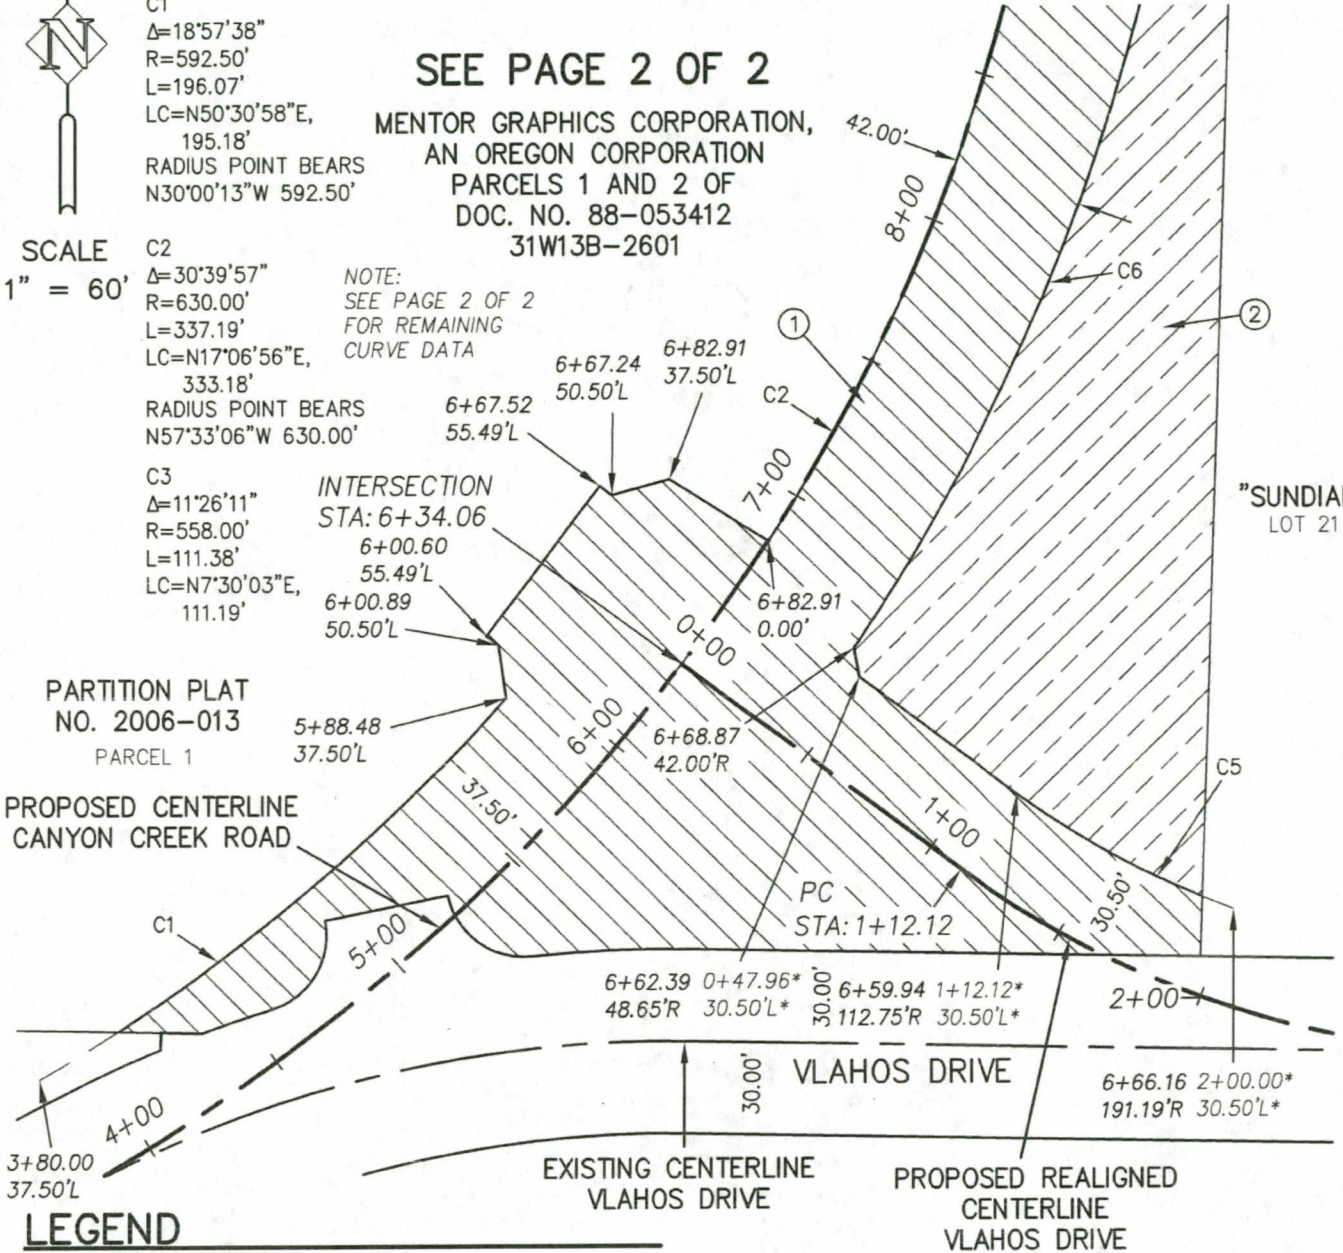 N
SCALE
1" = 60'
C1
Δ=18°57'38"
R=592.50'
L=196.07'
LC=N50°30'58"E,
195.18'
RADIUS POINT BEARS
N30°00'13"W 592.50'
C2
Δ=30°39'57"
R=630.00'
L=337.19'
LC=N17°06'56"E,
333.18'
RADIUS POINT BEARS
N57°33'06"W 630.00'
C3
Δ=11°26'11"
R=558.00'
L=111.38'
LC=N7°30'03"E,
111.19'
SEE PAGE 2 OF 2
MENTOR GRAPHICS CORPORATION,
AN OREGON CORPORATION
PARCELS 1 AND 2 OF
DOC. NO. 88-053412
31W13B-2601
NOTE:
SEE PAGE 2 OF 2
FOR REMAINING
CURVE DATA
42.00'
8+00
C6
2
1
C2
7+00
6+67.24
50.50'L
6+82.91
37.50'L
6+67.52
55.49'L
INTERSECTION
STA: 6+34.06
6+00.60
55.49'L
6+00.89
50.50'L
"SUNDIA
LOT 21
6+82.91
0.00'
0+00
PARTITION PLAT
NO. 2006-013
PARCEL 1
5+88.48
37.50'L
6+00
6+68.87
42.00'R
PROPOSED CENTERLINE
CANYON CREEK ROAD
37.50'
1+00
C5
PC
STA: 1+12.12
30.50'
C1
5+00
6+62.39 0+47.96*
48.65'R 30.50'L*
30.00'
6+59.94 1+12.12*
112.75'R 30.50'L*
2+00
30.00'
VLAHOS DRIVE
6+66.16 2+00.00*
191.19'R 30.50'L*
4+00
3+80.00
37.50'L
EXISTING CENTERLINE
VLAHOS DRIVE
PROPOSED REALIGNED
CENTERLINE
VLAHOS DRIVE
LEGEND